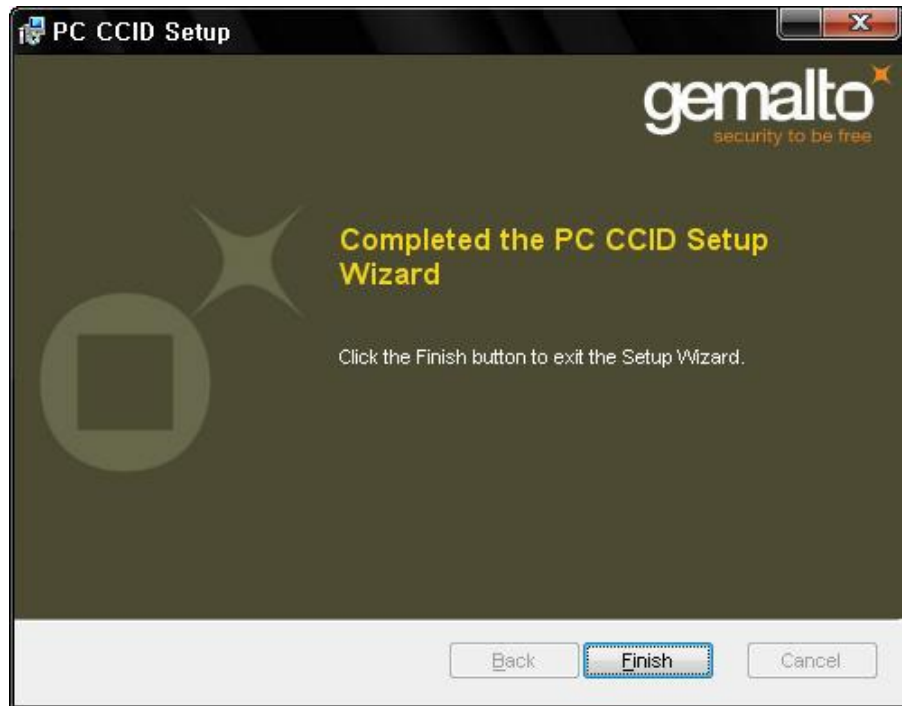 PC CCID Setup
gemalto
security to be free
Completed the PC CCID Setup
Wizard
Click the Finish button to exit the Setup Wizard.
Back
Finish
Cancel